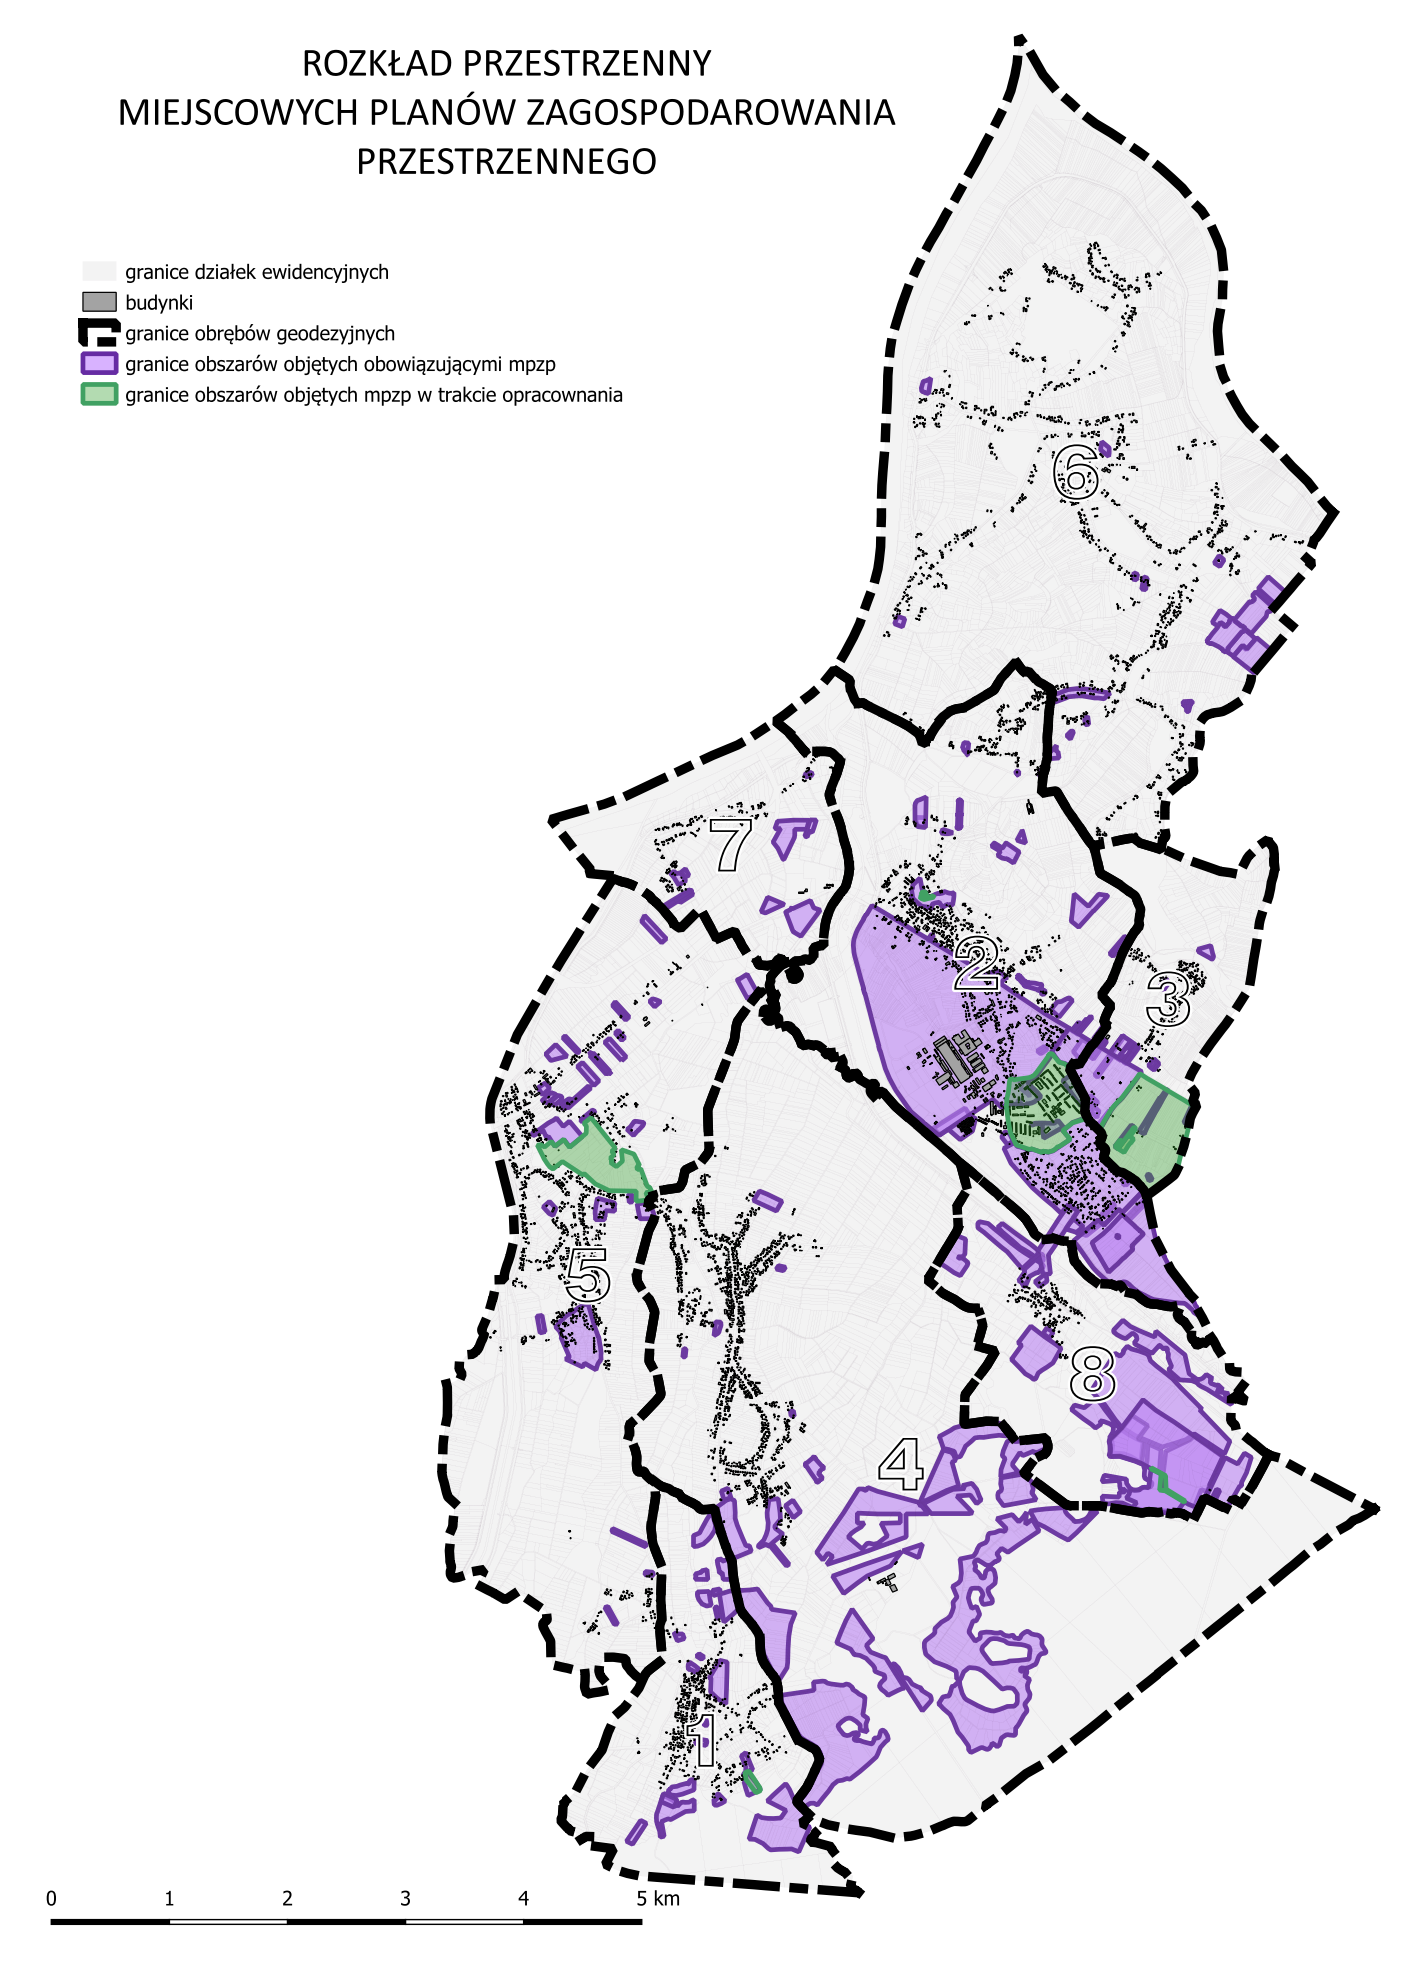 ROZKŁAD PRZESTRZENNY
MIEJSCOWYCH PLANÓW ZAGOSPODAROWANIA
PRZESTRZENNEGO
granice działek ewidencyjnych
budynki
granice obrębów geodezyjnych
granice obszarów objętych obowiązującymi mpzp
granice obszarów objętych mpzp w trakcie opracownania
6
7
2
3
5
8
4
1
0 1 2 3 4 5 km